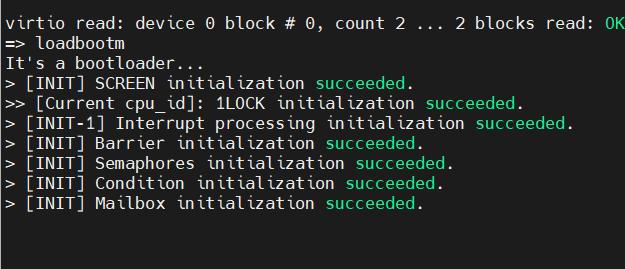 virtio read: device 0 block # 0, count 2 ... 2 blocks read: OK
=> loadbootm
It's a bootloader...
> [INIT] SCREEN initialization succeeded.
>> [Current cpu_id]: 1LOCK initialization succeeded.
> [INIT-1] Interrupt processing initialization succeeded.
> [INIT] Barrier initialization succeeded.
> [INIT] Semaphores initialization succeeded.
> [INIT] Condition initialization succeeded.
> [INIT] Mailbox initialization succeeded.